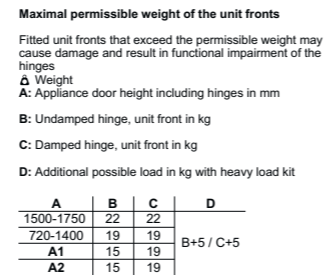 Maximal permissible weight of the unit fronts
Fitted unit fronts that exceed the permissible weight may
cause damage and result in functional impairment of the
hinges
Weight
A: Appliance door height including hinges in mm
B: Undamped hinge, unit front in kg
C: Damped hinge, unit front in kg
D: Additional possible load in kg with heavy load kit
A B C D
1500-1750 22 22
720-1400 19 19
B+5 / C+5
A1 15 19
A2 15 19